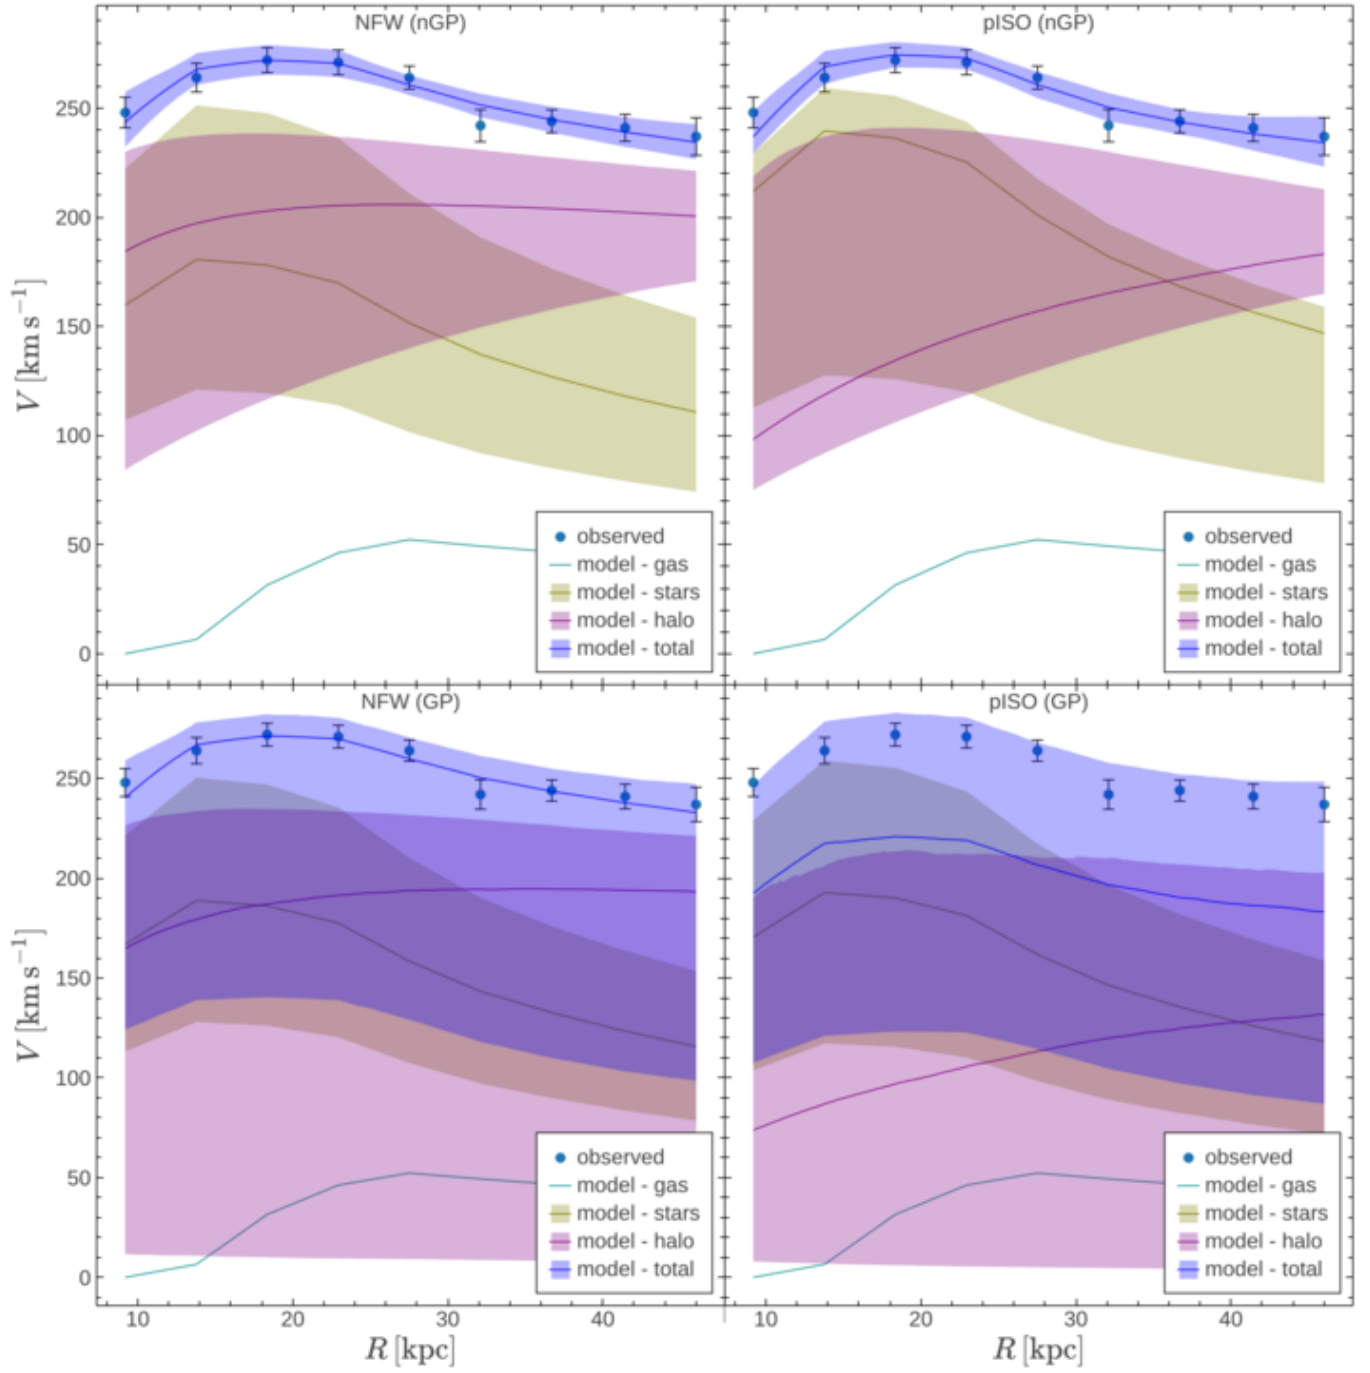 NFW (nGP)
pISO (nGP)
250
200
150
100
50
0
V [km s⁻¹]
observed
model - gas
model - stars
model - halo
model - total
observed
model - gas
model - stars
model - halo
model - total
NFW (GP)
pISO (GP)
250
200
150
100
50
0
V [km s⁻¹]
observed
model - gas
model - stars
model - halo
model - total
observed
model - gas
model - stars
model - halo
model - total
10 20 30 40
10 20 30 40
R [kpc]
R [kpc]